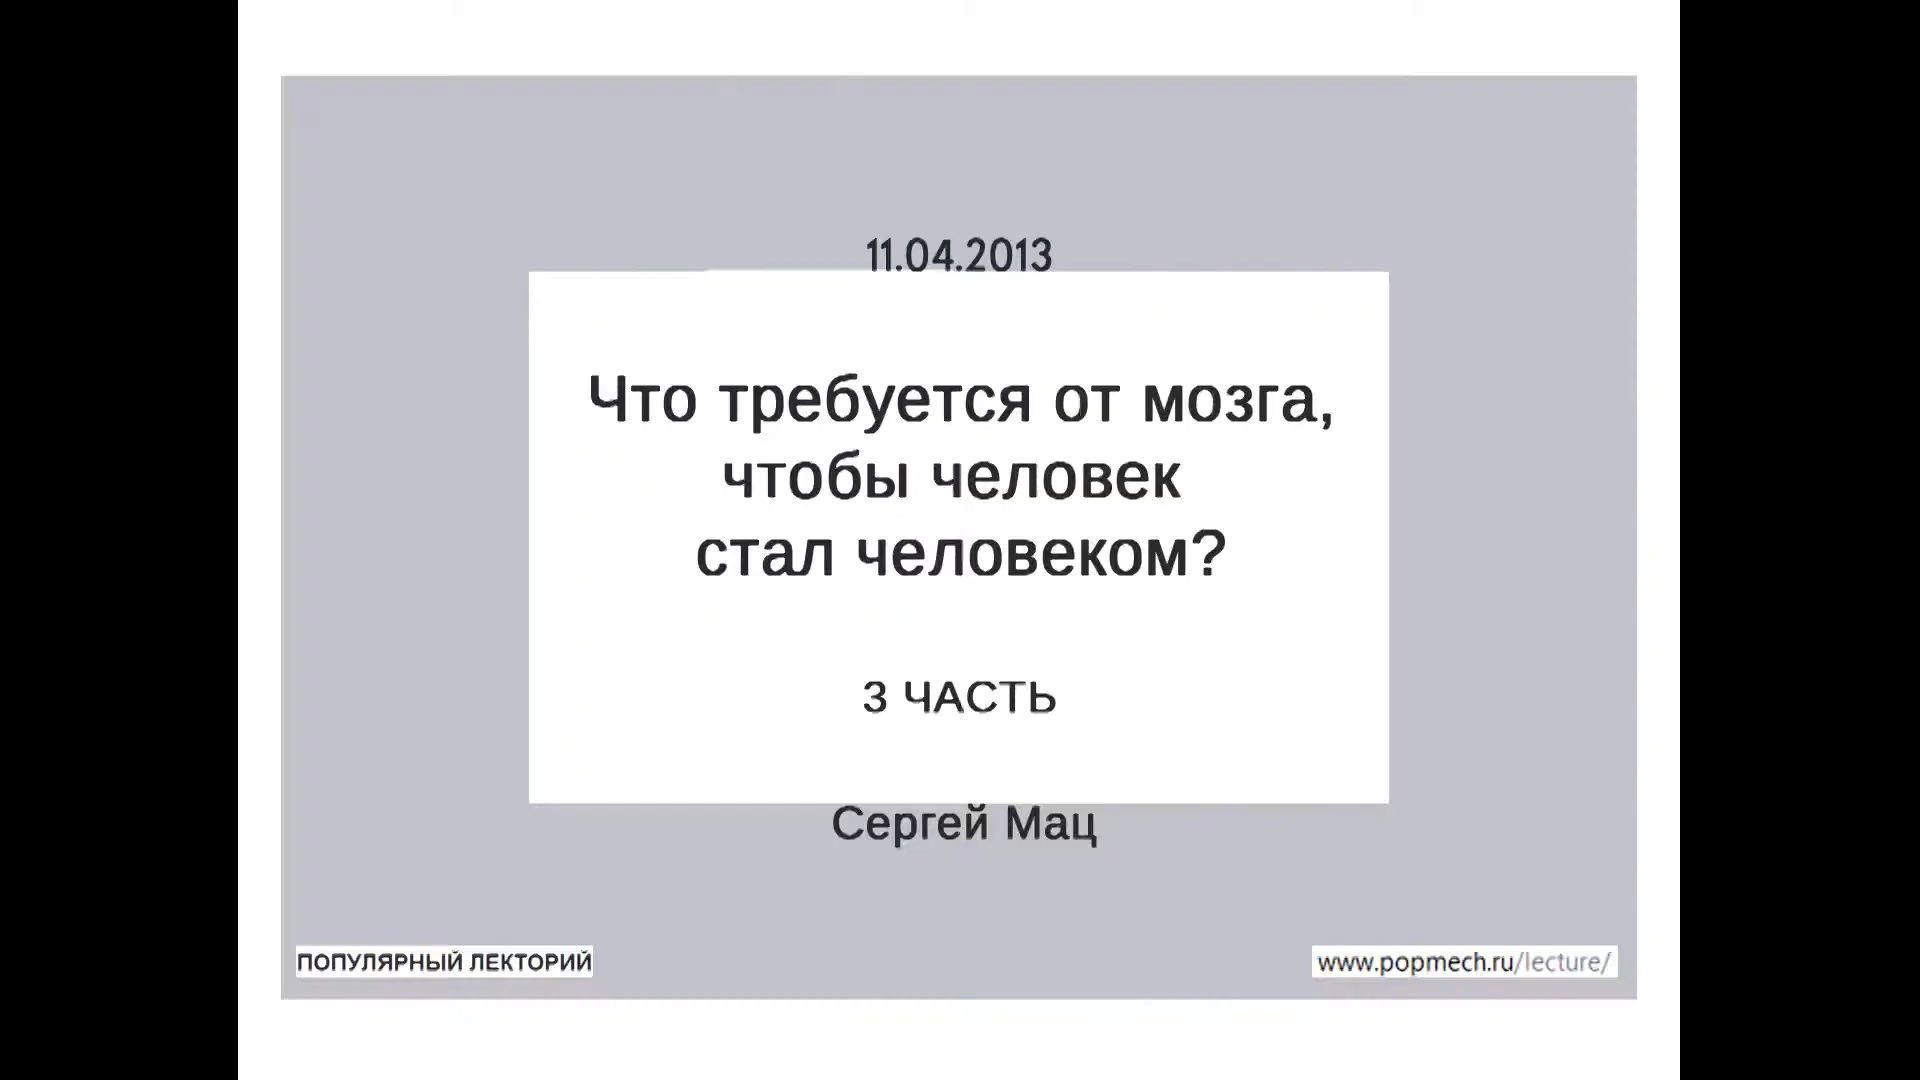 11.04.2013
Что требуется от мозга,
чтобы человек
стал человеком?
3 ЧАСТЬ
Сергей Мац
ПОПУЛЯРНЫЙ ЛЕКТОРИЙ
www.popmech.ru/lecture/